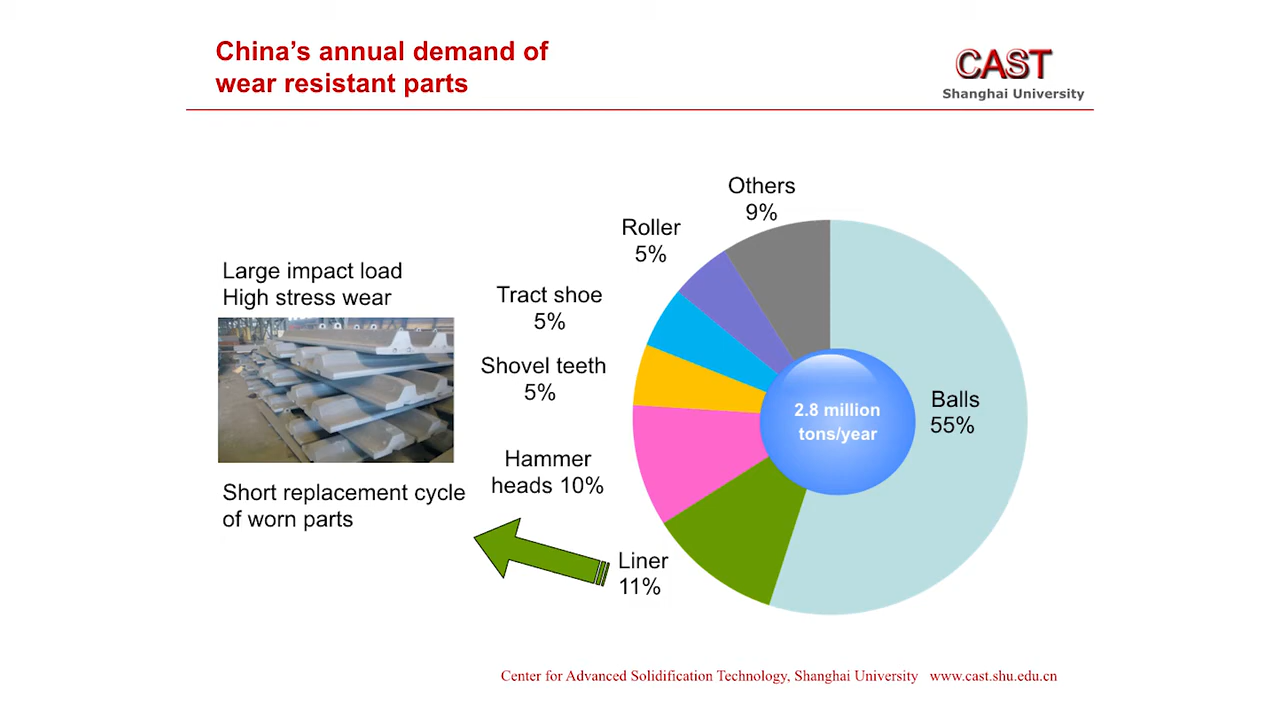 China’s annual demand of
wear resistant parts
CAST
Shanghai University
Others
9%
Roller
5%
Large impact load
High stress wear
Tract shoe
5%
Shovel teeth
5%
2.8 million
tons/year
Balls
55%
Hammer
heads 10%
Short replacement cycle
of worn parts
Liner
11%
Center for Advanced Solidification Technology, Shanghai University www.cast.shu.edu.cn